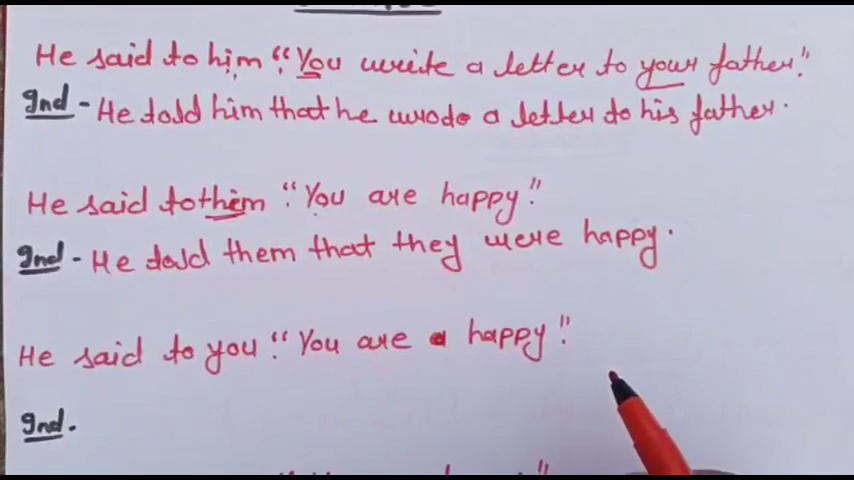 He said to him “You write a letter to your father."
Ind - He told him that he wrote a letter to his father.
He said to them “You are happy"
Ind - He told them that they were happy.
He said to you “You are happy".
Ind.